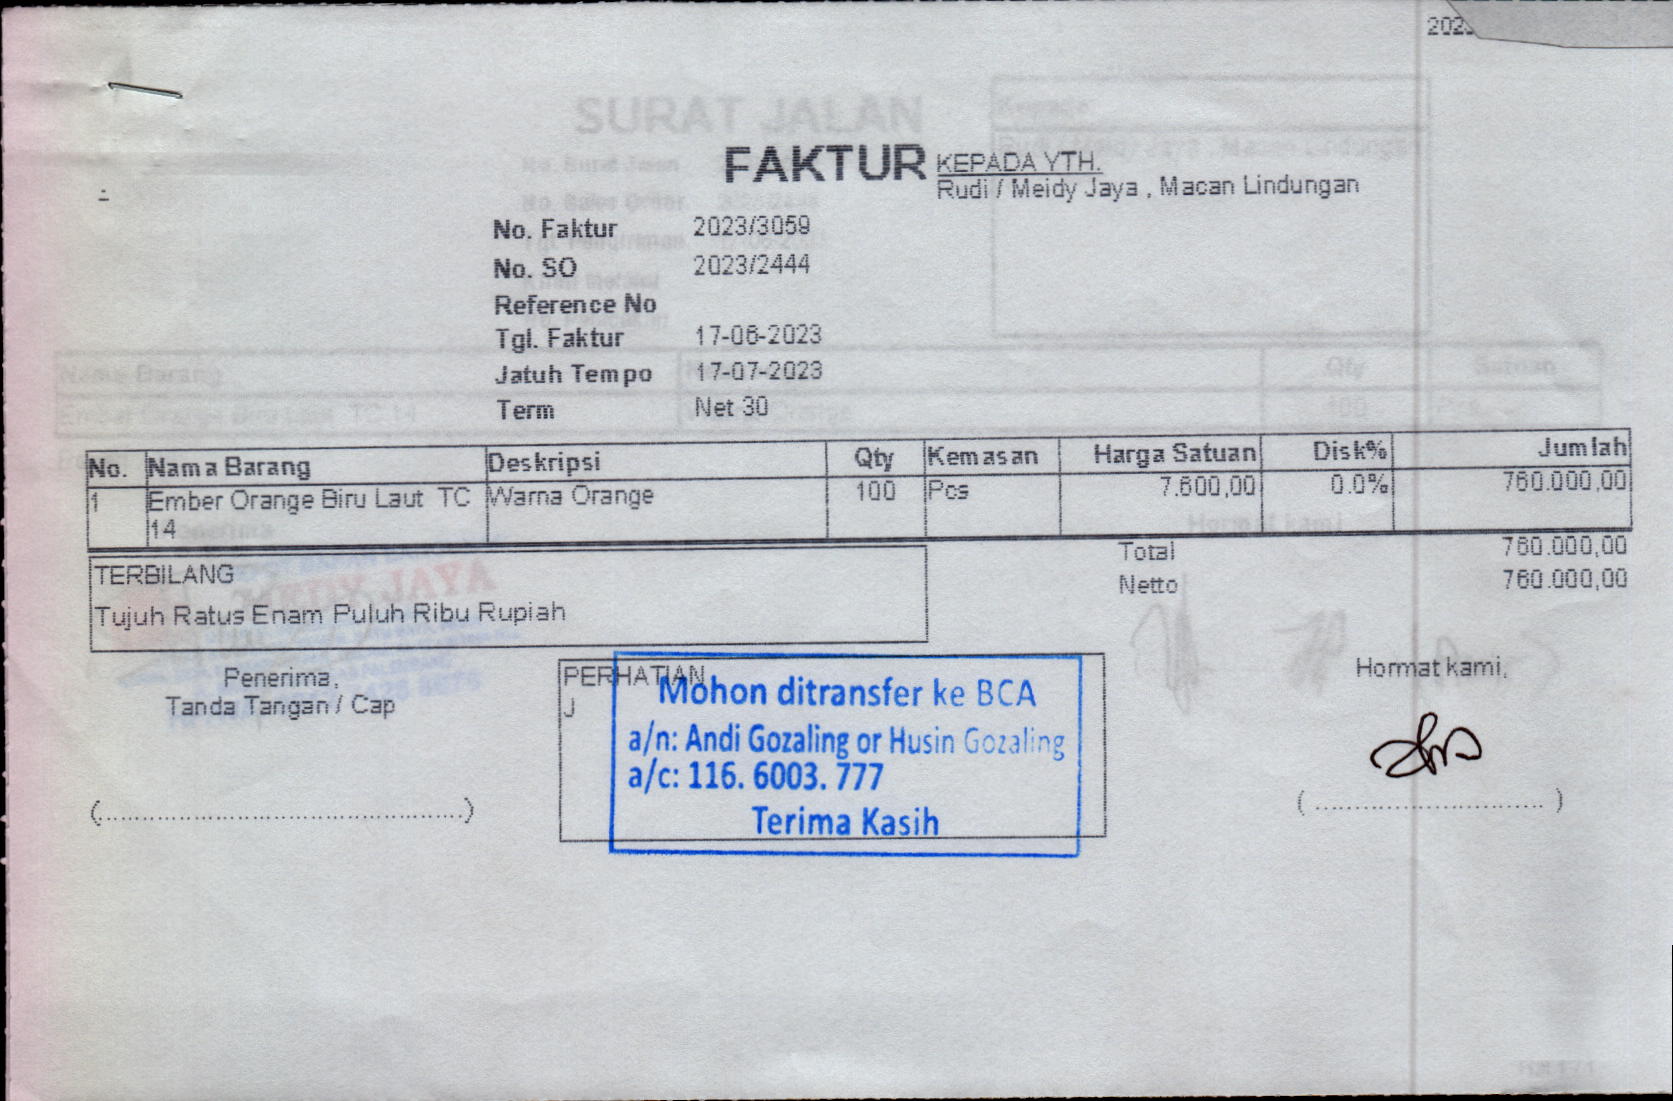 SURAT JALAN
FAKTUR
KEPADA YTH.
Rudi / Meidy Jaya , Macan Lindungan
No. Faktur 2023/3059
No. SO 2023/2444
Reference No
Tgl. Faktur 17-06-2023
Jatuh Tempo 17-07-2023
Term Net 30
No. Nama Barang Deskripsi Qty Kemasan Harga Satuan Disk% Jumlah
1 Ember Orange Biru Laut TC 14 Warna Orange 100 Pcs 7.600,00 0.0% 760.000,00
Total 760.000,00
Netto 760.000,00
TERBILANG
Tujuh Ratus Enam Puluh Ribu Rupiah
Penerima,
Tanda Tangan / Cap
PERHATIAN
J
Mohon ditransfer ke BCA
a/n: Andi Gozaling or Husin Gozaling
a/c: 116. 6003. 777
Terima Kasih
Hormat kami,